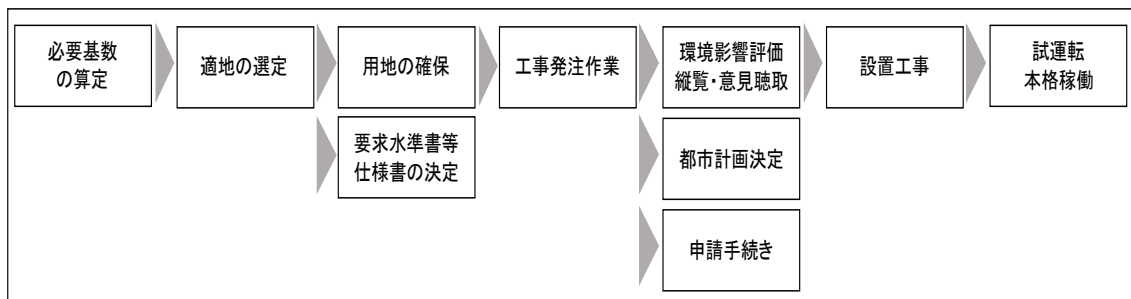 必要基数
の算定
適地の選定
用地の確保
要求水準書等
仕様書の決定
工事発注作業
環境影響評価
縦覧・意見聴取
都市計画決定
申請手続き
設置工事
試運転
本格稼働